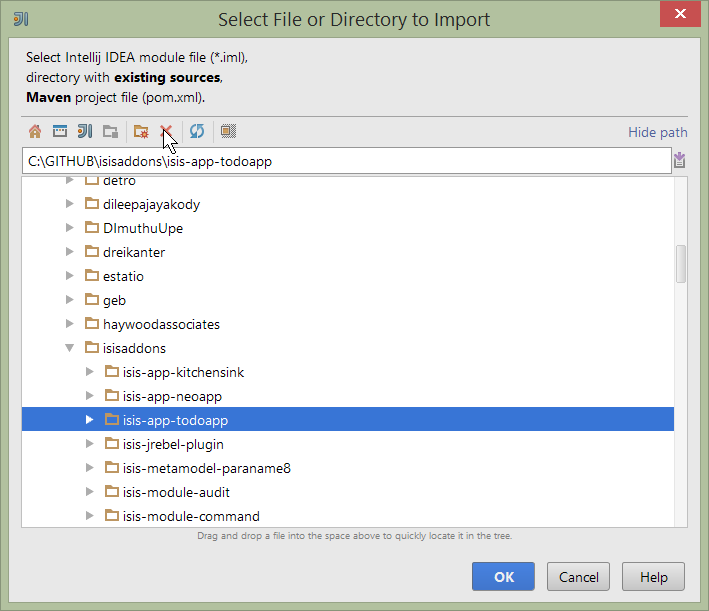 Select File or Directory to Import
Select Intellij IDEA module file (*.iml),
directory with existing sources,
Maven project file (pom.xml).
Hide path
C:\GITHUB\isisaddons\isis-app-todoapp
detro
dileepajayakody
DImuthuUpe
dreikanter
estatio
geb
haywoodassociates
isisaddons
isis-app-kitchensink
isis-app-neoapp
isis-app-todoapp
isis-jrebel-plugin
isis-metamodel-paraname8
isis-module-audit
isis-module-command
Drag and drop a file into the space above to quickly locate it in the tree.
OK Cancel Help